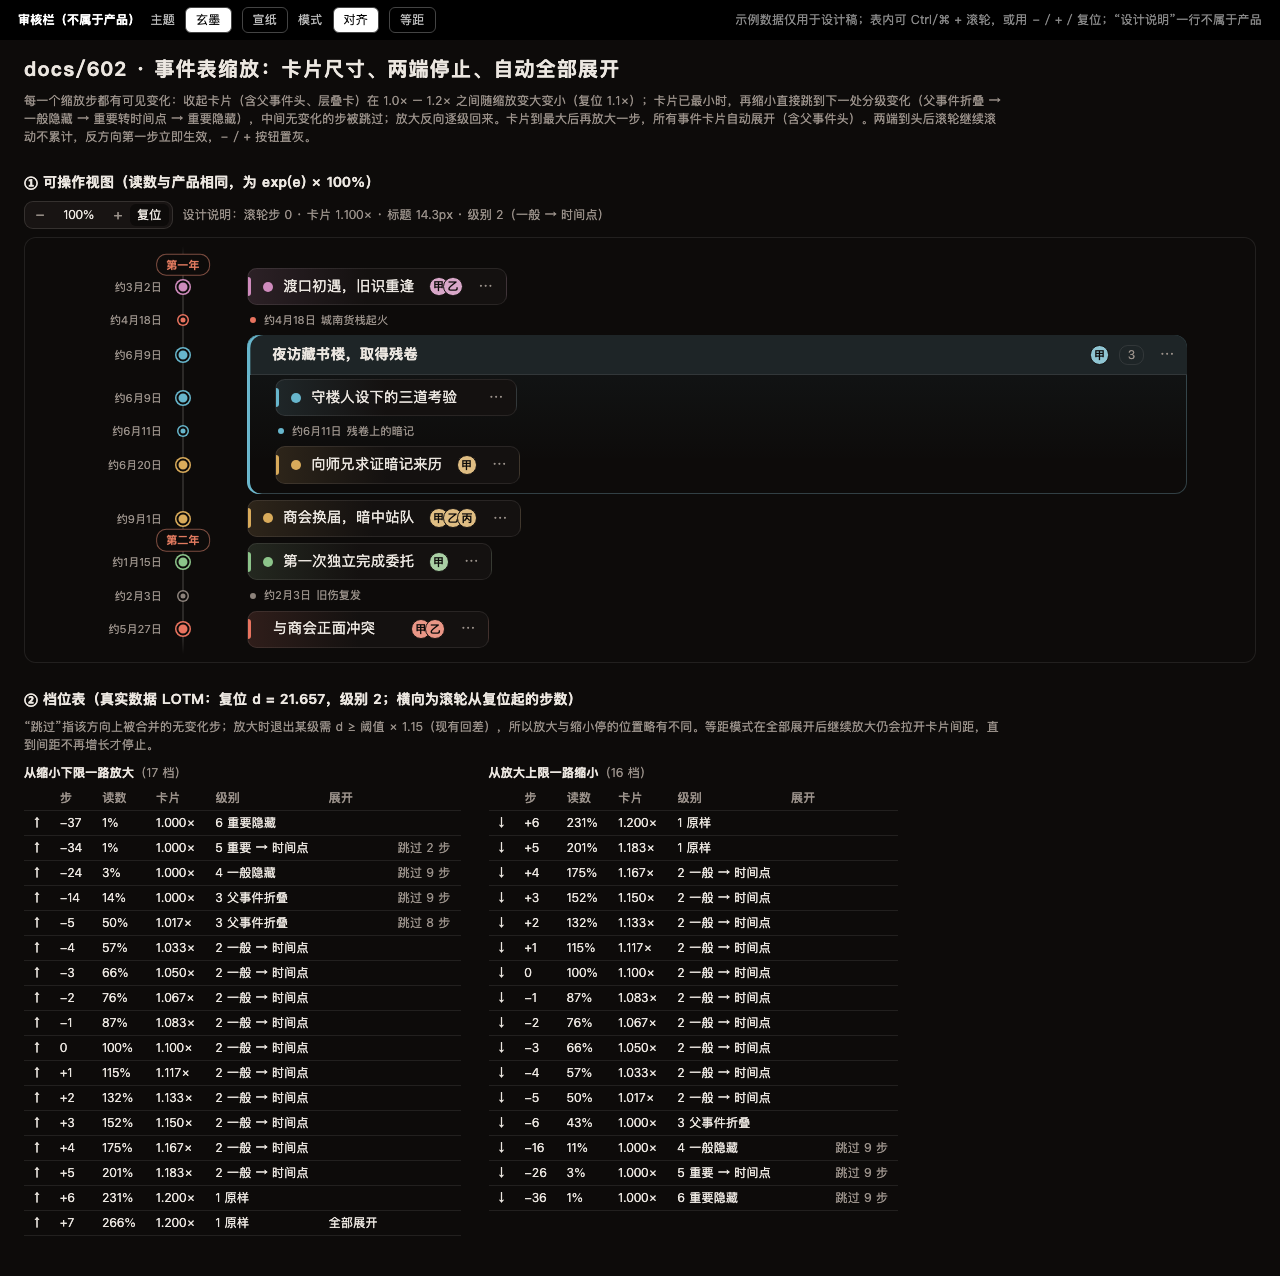 审核栏（不属于产品） 主题 玄墨 宣纸 模式 对齐 等距 示例数据仅用于设计稿；表内可 Ctrl/⌘ + 滚轮，或用 − / + / 复位；“设计说明”一行不属于产品
docs/602 · 事件表缩放：卡片尺寸、两端停止、自动全部展开
每一个缩放步都有可见变化：收起卡片（含父事件头、层叠卡）在 1.0× — 1.2× 之间随缩放变大变小（复位 1.1×）；卡片已最小时，再缩小直接跳到下一处分级变化（父事件折叠 →
一般隐藏 → 重要转时间点 → 重要隐藏），中间无变化的步被跳过；放大反向逐级回来。卡片到最大后再放大一步，所有事件卡片自动展开（含父事件头）。两端到头后滚轮继续滚
动不累计，反方向第一步立即生效，− / + 按钮置灰。
① 可操作视图（读数与产品相同，为 exp(e) × 100%）
− 100% + 复位 设计说明：滚轮步 0 · 卡片 1.100× · 标题 14.3px · 级别 2（一般 → 时间点）
第一年
约3月2日 渡口初遇，旧识重逢 甲 乙 ···
约4月18日 约4月18日 城南货栈起火
约6月9日 夜访藏书楼，取得残卷 甲 3 ···
约6月9日 守楼人设下的三道考验 ···
约6月11日 约6月11日 残卷上的暗记
约6月20日 向师兄求证暗记来历 甲 ···
约9月1日 商会换届，暗中站队 甲 乙 丙 ···
第二年
约1月15日 第一次独立完成委托 甲 ···
约2月3日 约2月3日 旧伤复发
约5月27日 与商会正面冲突 甲 乙 ···
② 档位表（真实数据 LOTM：复位 d = 21.657，级别 2；横向为滚轮从复位起的步数）
“跳过”指该方向上被合并的无变化步；放大时退出某级需 d ≥ 阈值 × 1.15（现有回差），所以放大与缩小停的位置略有不同。等距模式在全部展开后继续放大仍会拉开卡片间距，直
到间距不再增长才停止。
从缩小下限一路放大（17 档）
步 读数 卡片 级别 展开
↑ −37 1% 1.000× 6 重要隐藏
↑ −34 1% 1.000× 5 重要 → 时间点 跳过 2 步
↑ −24 3% 1.000× 4 一般隐藏 跳过 9 步
↑ −14 14% 1.000× 3 父事件折叠 跳过 9 步
↑ −5 50% 1.017× 3 父事件折叠 跳过 8 步
↑ −4 57% 1.033× 2 一般 → 时间点
↑ −3 66% 1.050× 2 一般 → 时间点
↑ −2 76% 1.067× 2 一般 → 时间点
↑ −1 87% 1.083× 2 一般 → 时间点
↑ 0 100% 1.100× 2 一般 → 时间点
↑ +1 115% 1.117× 2 一般 → 时间点
↑ +2 132% 1.133× 2 一般 → 时间点
↑ +3 152% 1.150× 2 一般 → 时间点
↑ +4 175% 1.167× 2 一般 → 时间点
↑ +5 201% 1.183× 2 一般 → 时间点
↑ +6 231% 1.200× 1 原样
↑ +7 266% 1.200× 1 原样 全部展开
从放大上限一路缩小（16 档）
步 读数 卡片 级别 展开
↓ +6 231% 1.200× 1 原样
↓ +5 201% 1.183× 1 原样
↓ +4 175% 1.167× 2 一般 → 时间点
↓ +3 152% 1.150× 2 一般 → 时间点
↓ +2 132% 1.133× 2 一般 → 时间点
↓ +1 115% 1.117× 2 一般 → 时间点
↓ 0 100% 1.100× 2 一般 → 时间点
↓ −1 87% 1.083× 2 一般 → 时间点
↓ −2 76% 1.067× 2 一般 → 时间点
↓ −3 66% 1.050× 2 一般 → 时间点
↓ −4 57% 1.033× 2 一般 → 时间点
↓ −5 50% 1.017× 2 一般 → 时间点
↓ −6 43% 1.000× 3 父事件折叠
↓ −16 11% 1.000× 4 一般隐藏 跳过 9 步
↓ −26 3% 1.000× 5 重要 → 时间点 跳过 9 步
↓ −36 1% 1.000× 6 重要隐藏 跳过 9 步